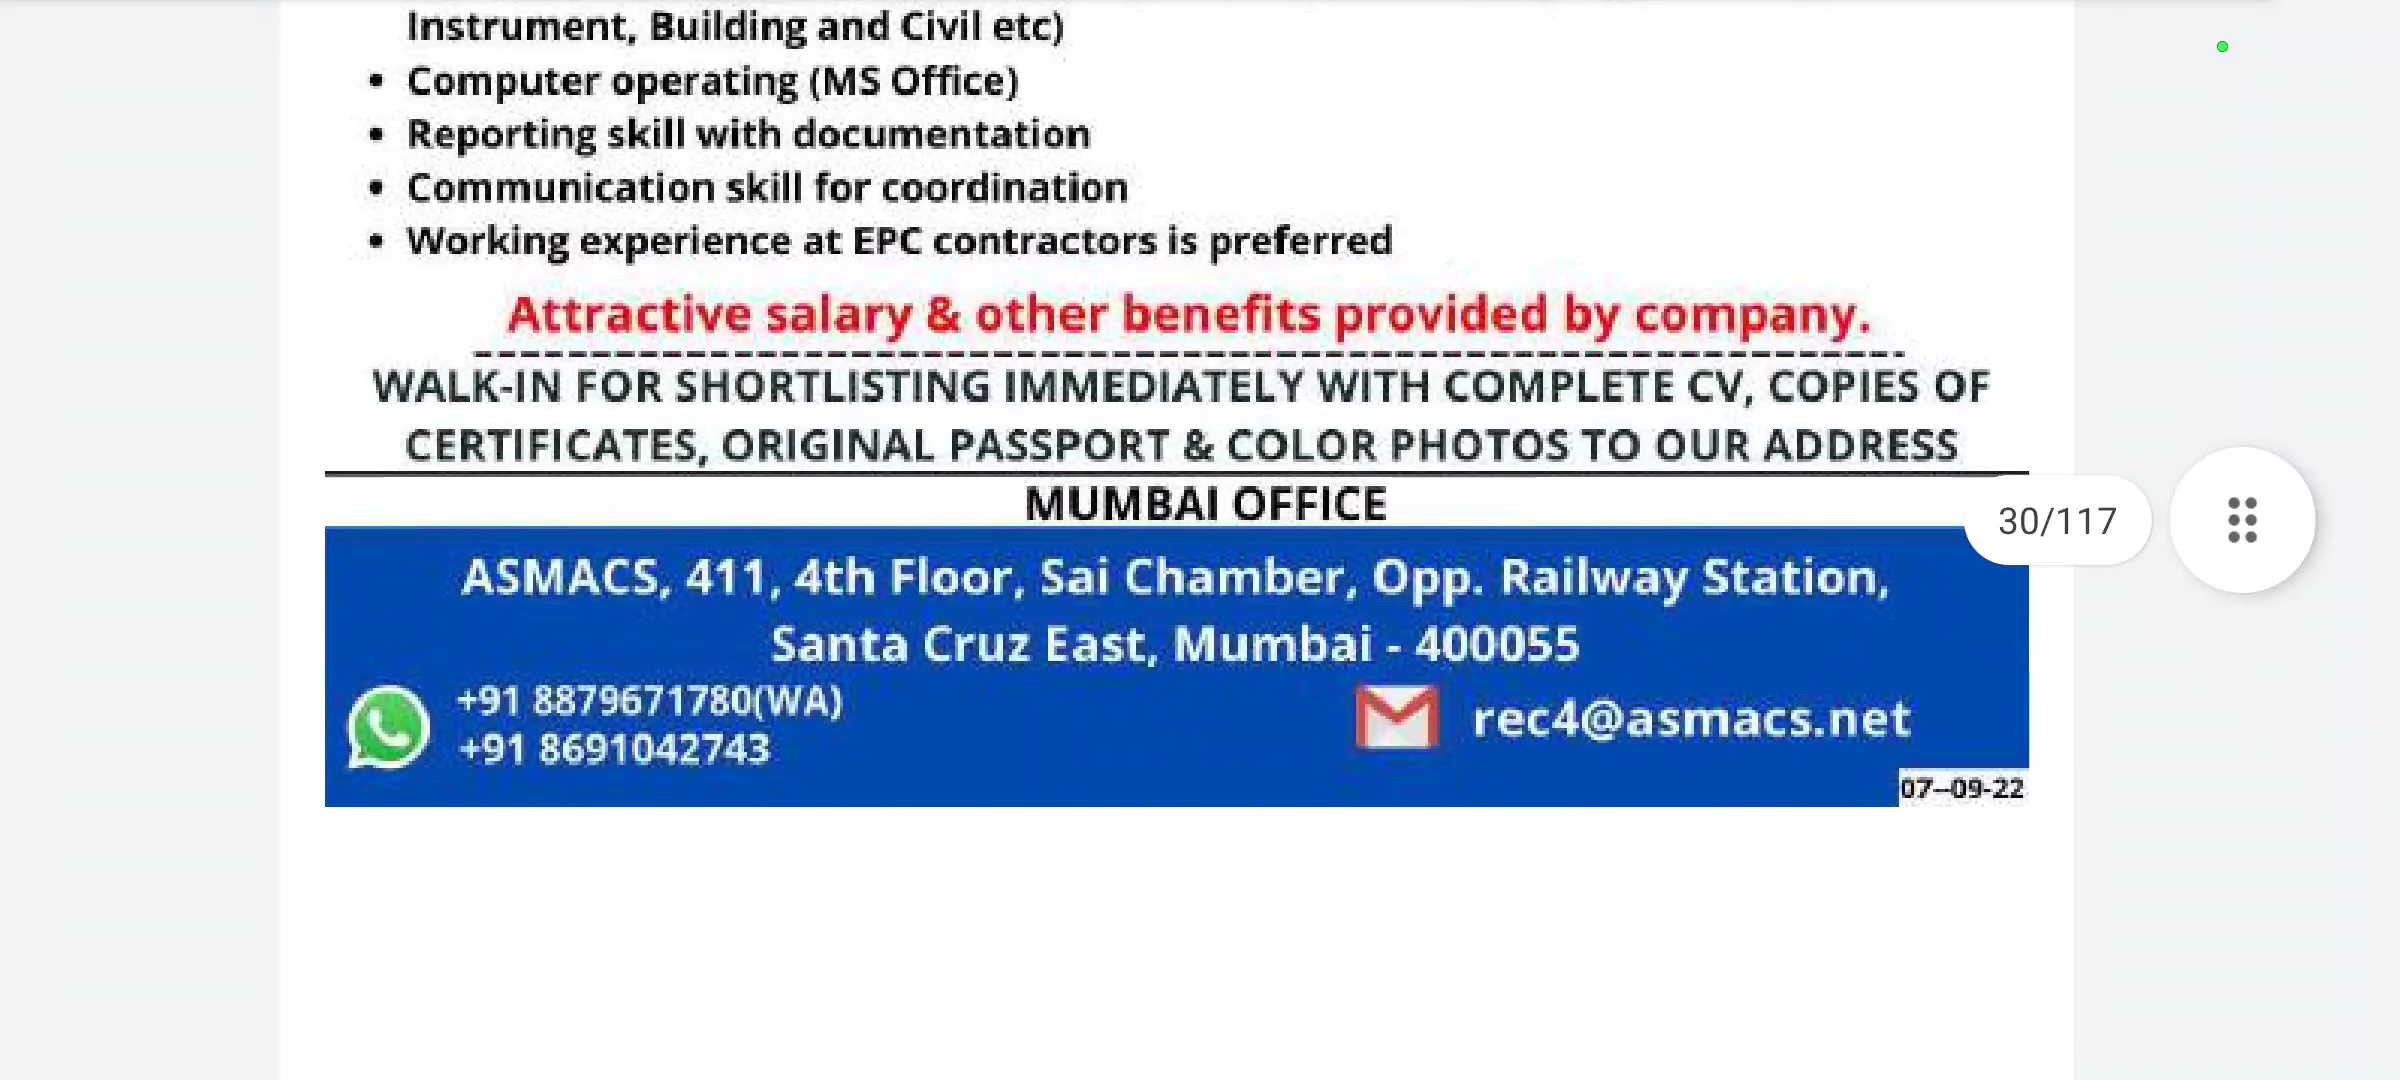 Instrument, Building and Civil etc)
• Computer operating (MS Office)
• Reporting skill with documentation
• Communication skill for coordination
• Working experience at EPC contractors is preferred
Attractive salary & other benefits provided by company.
WALK-IN FOR SHORTLISTING IMMEDIATELY WITH COMPLETE CV, COPIES OF
CERTIFICATES, ORIGINAL PASSPORT & COLOR PHOTOS TO OUR ADDRESS
MUMBAI OFFICE
30/117
ASMACS, 411, 4th Floor, Sai Chamber, Opp. Railway Station,
Santa Cruz East, Mumbai - 400055
+91 8879671780(WA)
+91 8691042743
rec4@asmacs.net
07--09-22